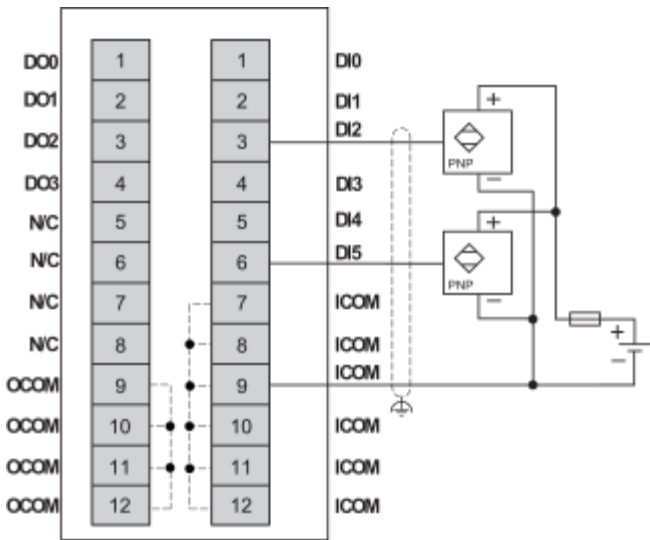 DO0 1 1 DI0
DO1 2 2 DI1 +
DO2 3 3 DI2
PNP
DO3 4 4 DI3 −
N/C 5 5 DI4 +
N/C 6 6 DI5
PNP
N/C 7 7 ICOM −
+
N/C 8 8 ICOM
−
OCOM 9 9 ICOM
OCOM 10 10 ICOM
OCOM 11 11 ICOM
OCOM 12 12 ICOM